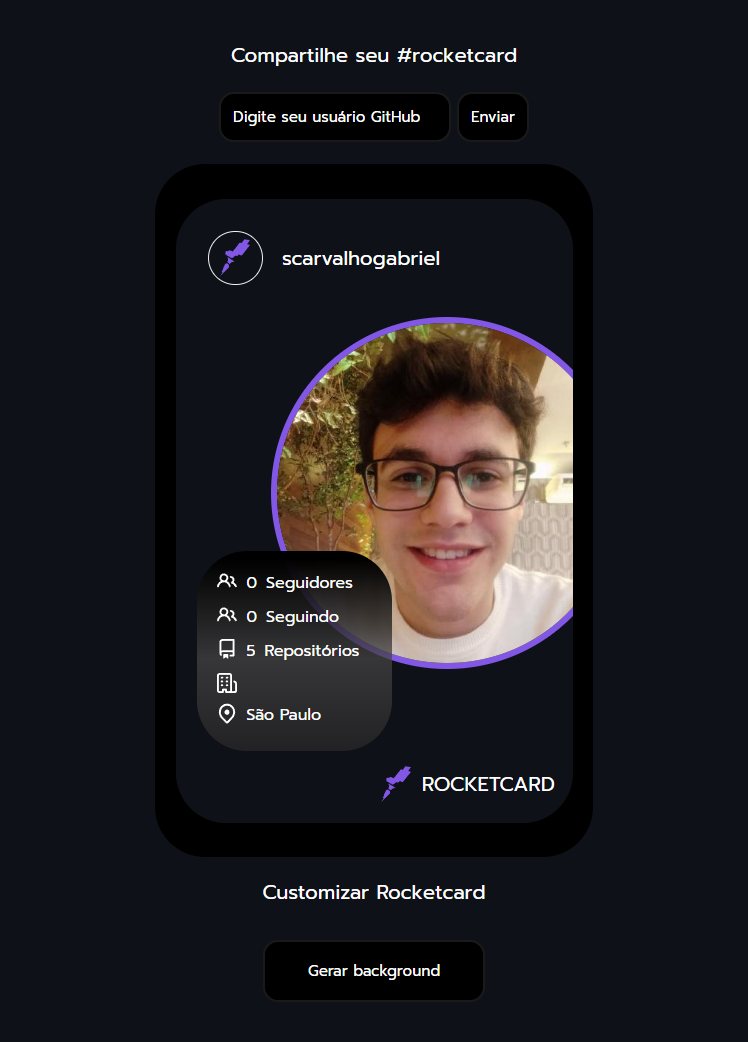 Compartilhe seu #rocketcard
Digite seu usuário GitHub Enviar
scarvalhogabriel
0 Seguidores
0 Seguindo
5 Repositórios
São Paulo
ROCKETCARD
Customizar Rocketcard
Gerar background